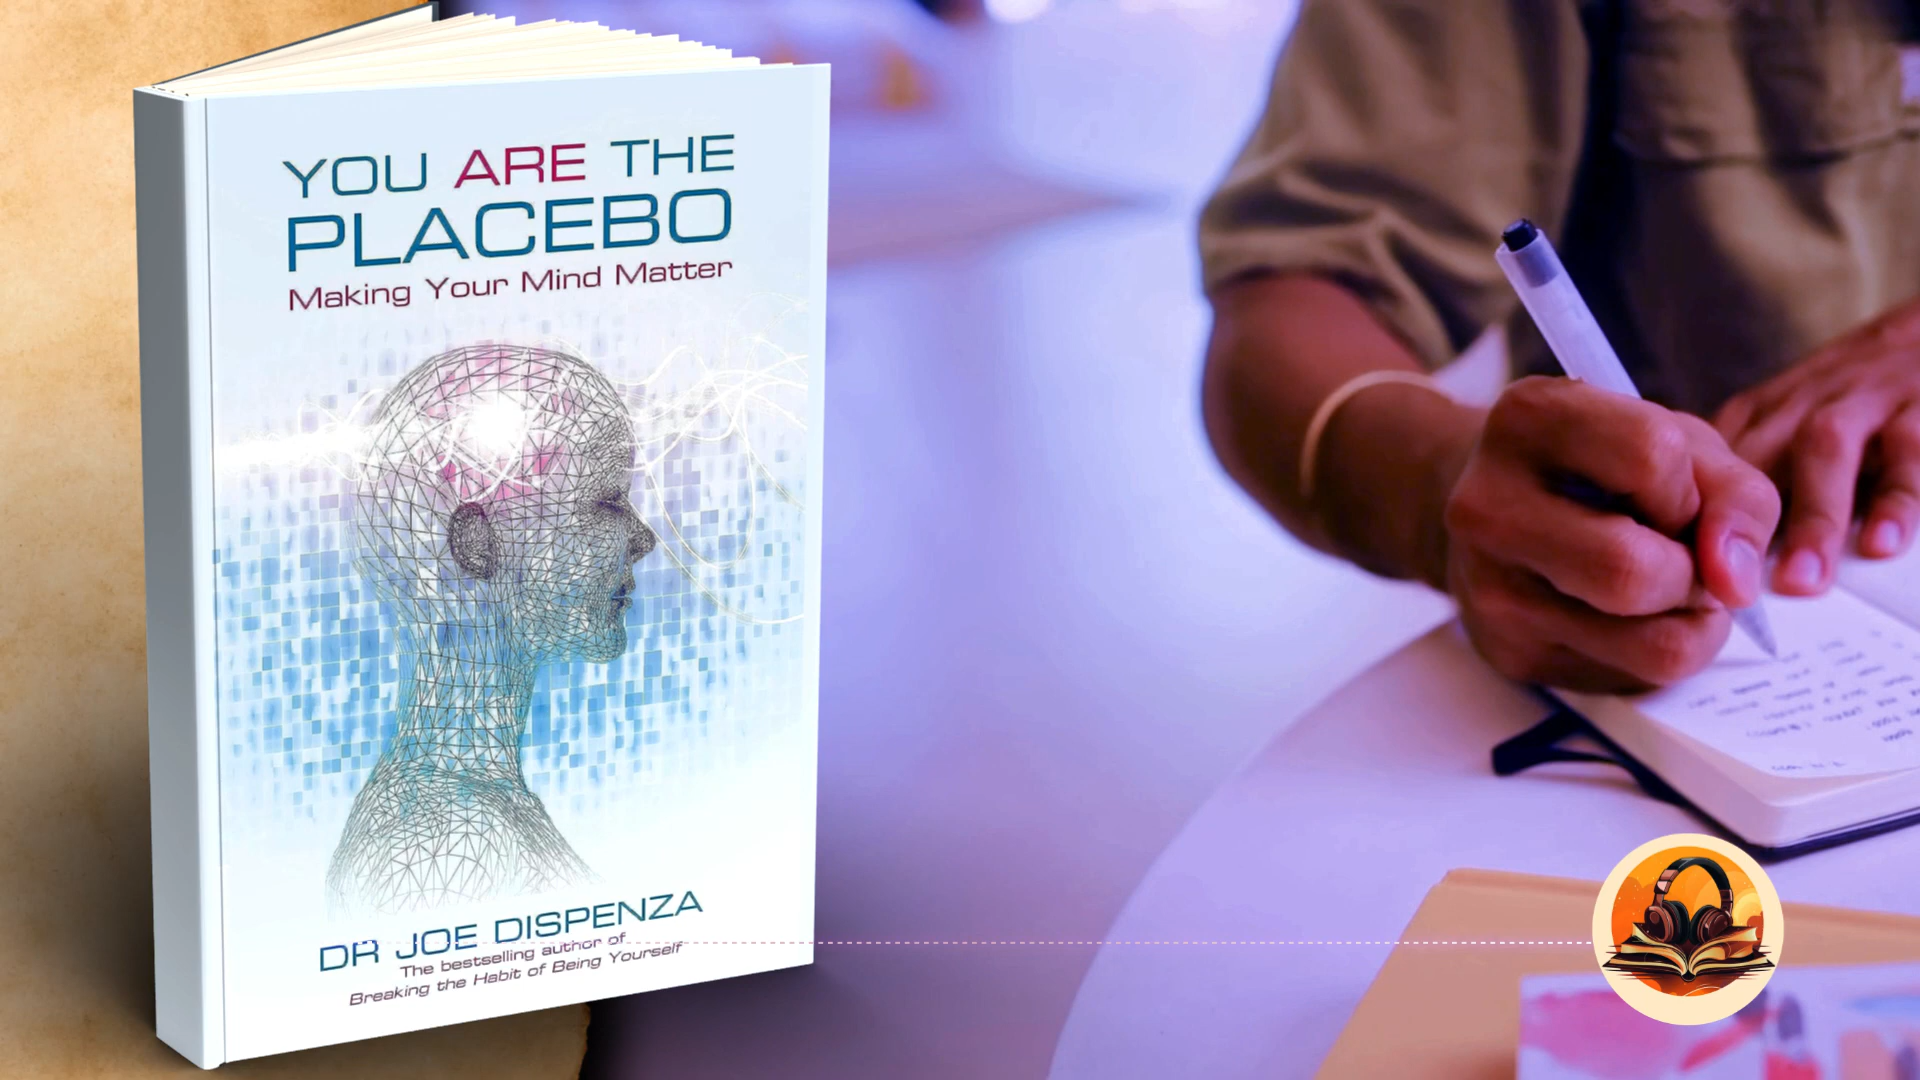 YOU ARE THE
PLACEBO
Making Your Mind Matter
DR JOE DISPENZA
The bestselling author of
Breaking the Habit of Being Yourself